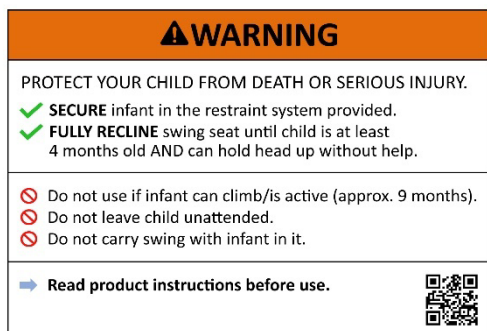 WARNING
PROTECT YOUR CHILD FROM DEATH OR SERIOUS INJURY.
SECURE infant in the restraint system provided.
FULLY RECLINE swing seat until child is at least
4 months old AND can hold head up without help.
Do not use if infant can climb/is active (approx. 9 months).
Do not leave child unattended.
Do not carry swing with infant in it.
Read product instructions before use.